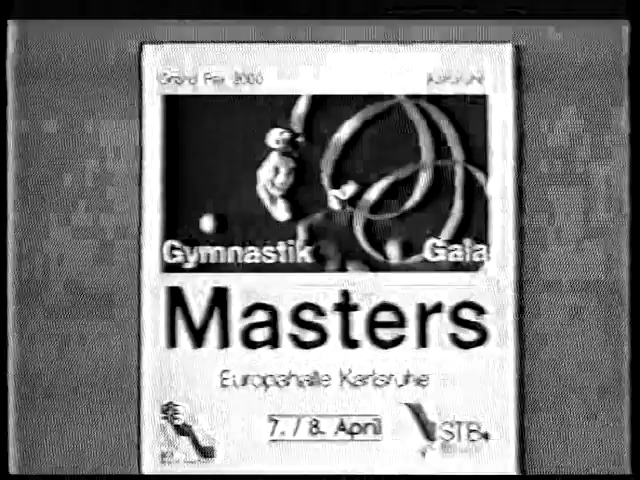 Grand Prix 2000 Karlsruhe
Gymnastik Gala
Masters
Europahalle Karlsruhe
7. / 8. April
STB